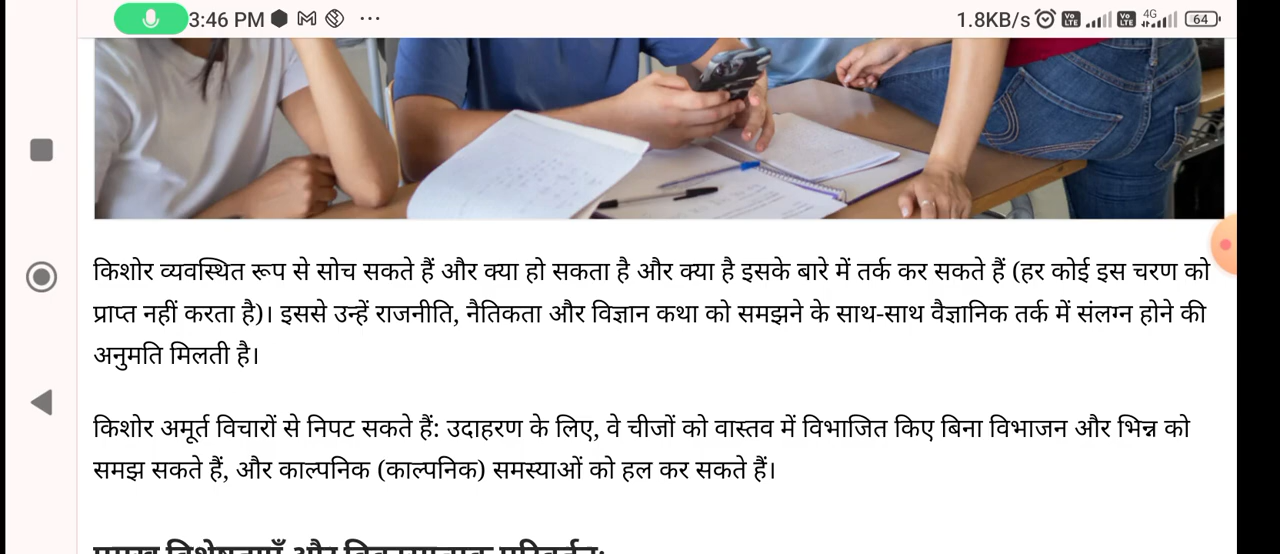 3:46 PM
1.8KB/s 4G 64
किशोर व्यवस्थित रूप से सोच सकते हैं और क्या हो सकता है और क्या है इसके बारे में तर्क कर सकते हैं (हर कोई इस चरण को
प्राप्त नहीं करता है)। इससे उन्हें राजनीति, नैतिकता और विज्ञान कथा को समझने के साथ-साथ वैज्ञानिक तर्क में संलग्न होने की
अनुमति मिलती है।
किशोर अमूर्त विचारों से निपट सकते हैं: उदाहरण के लिए, वे चीजों को वास्तव में विभाजित किए बिना विभाजन और भिन्न को
समझ सकते हैं, और काल्पनिक (काल्पनिक) समस्याओं को हल कर सकते हैं।